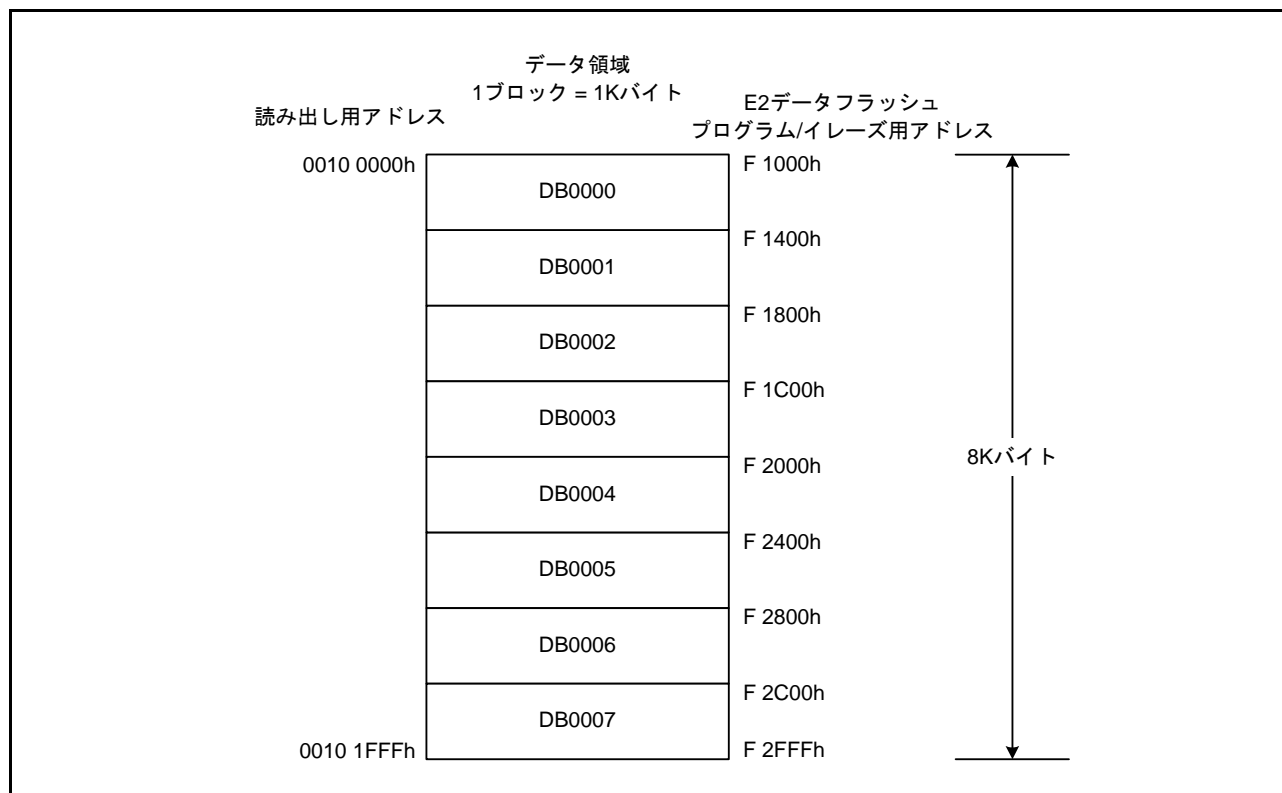 データ領域
1ブロック = 1Kバイト
読み出し用アドレス
E2データフラッシュ
プログラム/イレーズ用アドレス
0010 0000h
F 1000h
DB0000
F 1400h
DB0001
F 1800h
DB0002
F 1C00h
DB0003
F 2000h
8Kバイト
DB0004
F 2400h
DB0005
F 2800h
DB0006
F 2C00h
DB0007
0010 1FFFh
F 2FFFh